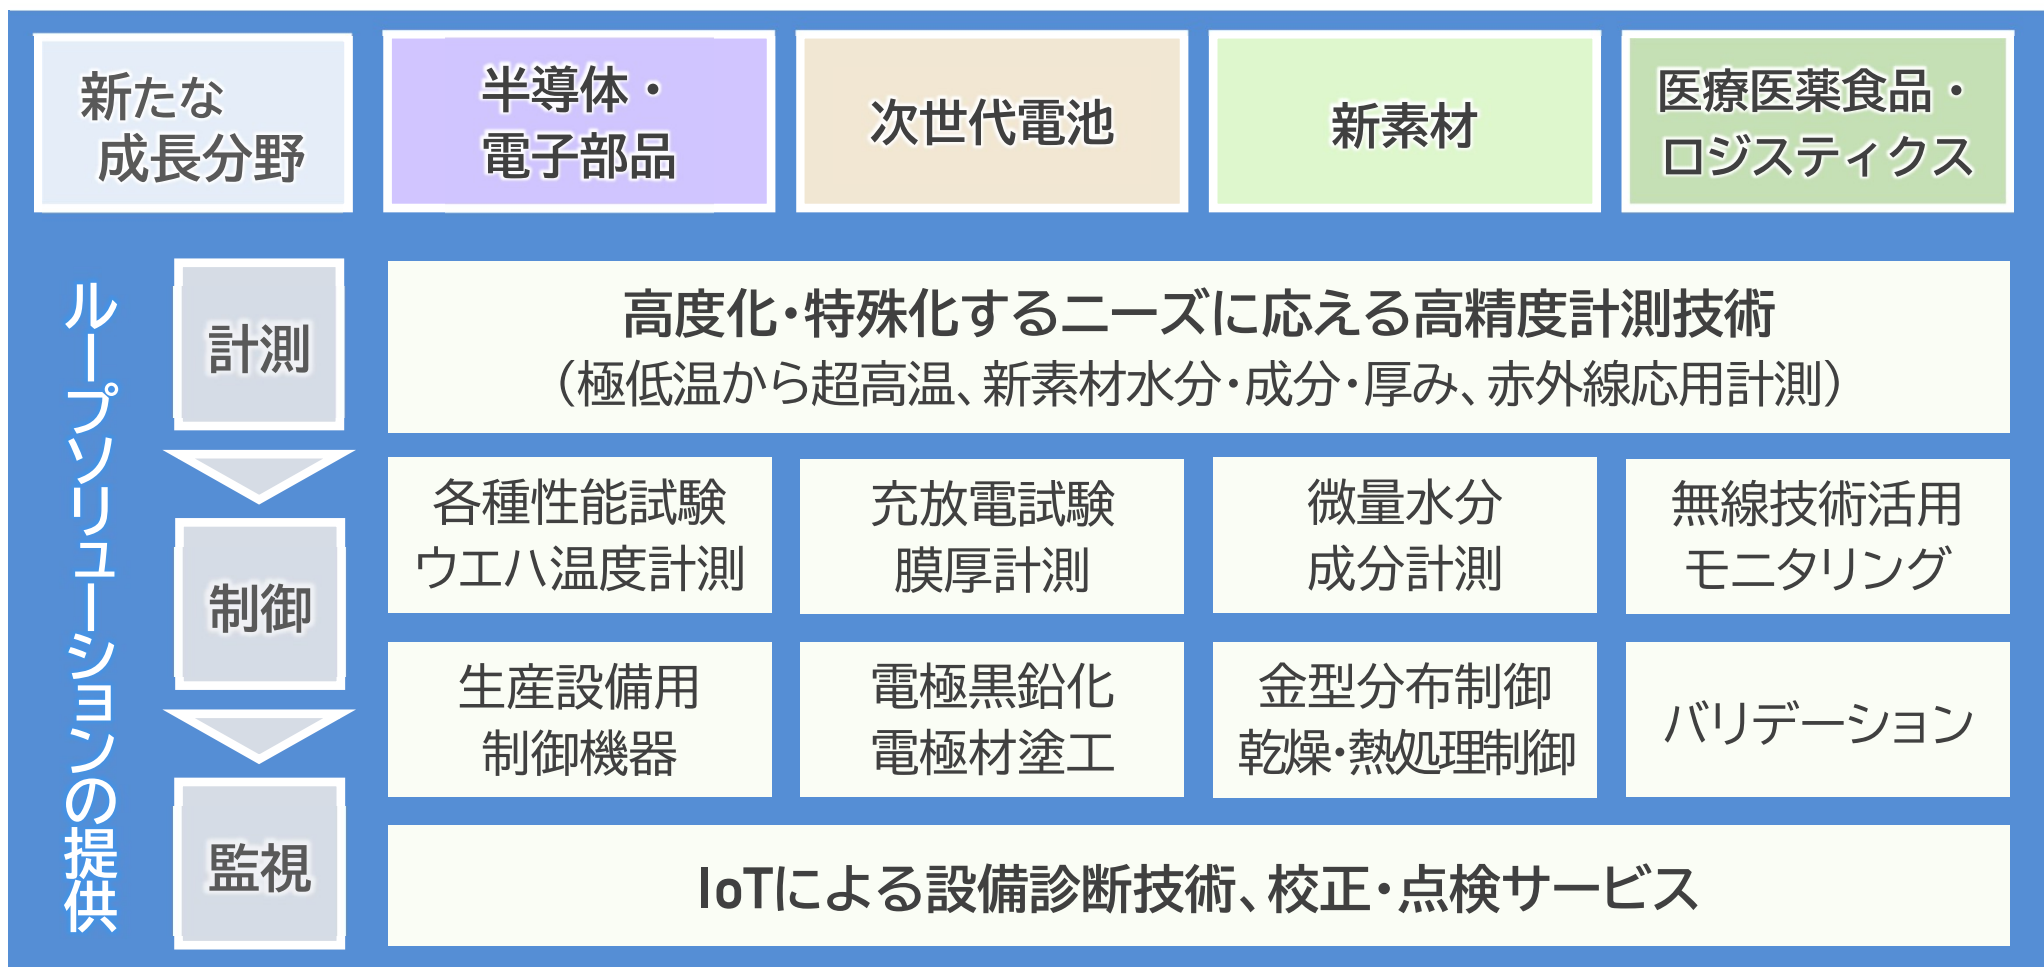 新たな
成長分野
半導体・
電子部品
次世代電池
新素材
医療医薬食品・
ロジスティクス
ループソリューションの提供
計測
高度化・特殊化するニーズに応える高精度計測技術
（極低温から超高温、新素材水分・成分・厚み、赤外線応用計測）
各種性能試験
ウエハ温度計測
充放電試験
膜厚計測
微量水分
成分計測
無線技術活用
モニタリング
制御
生産設備用
制御機器
電極黒鉛化
電極材塗工
金型分布制御
乾燥・熱処理制御
バリデーション
監視
IoTによる設備診断技術、校正・点検サービス